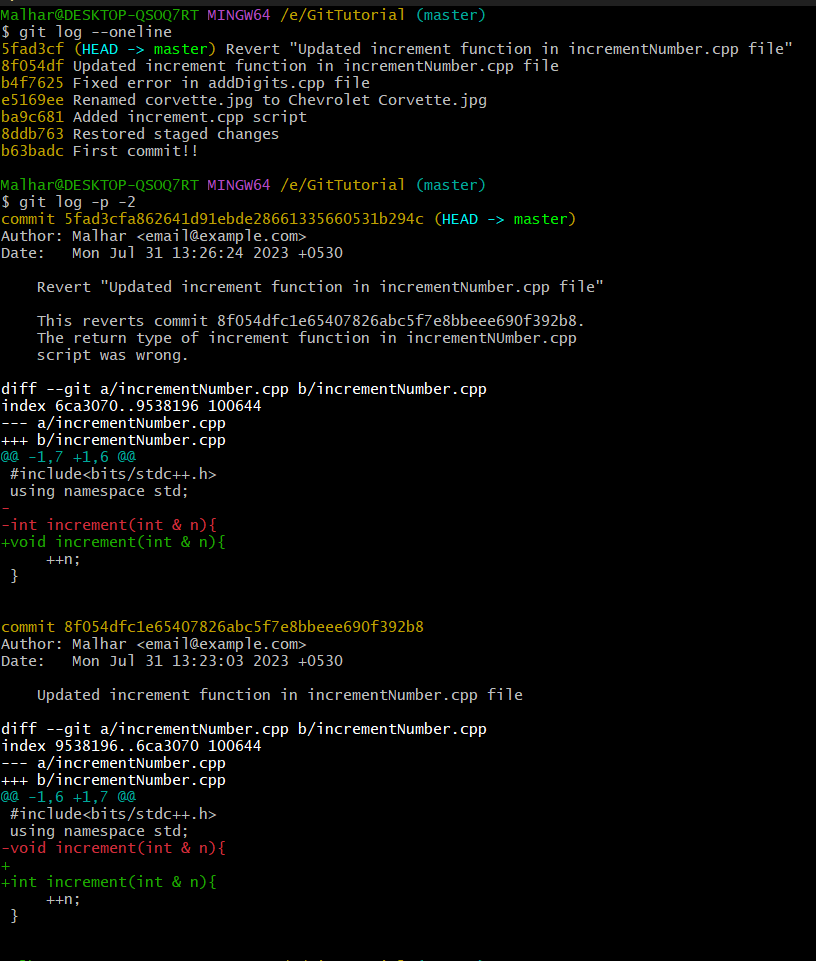 Malhar@DESKTOP-QSOQ7RT MINGW64 /e/GitTutorial (master)
$ git log --oneline
5fad3cf (HEAD -> master) Revert "Updated increment function in incrementNumber.cpp file"
8f054df Updated increment function in incrementNumber.cpp file
b4f7625 Fixed error in addDigits.cpp file
e5169ee Renamed corvette.jpg to Chevrolet Corvette.jpg
ba9c681 Added increment.cpp script
8ddb763 Restored staged changes
b63badc First commit!!
Malhar@DESKTOP-QSOQ7RT MINGW64 /e/GitTutorial (master)
$ git log -p -2
commit 5fad3cfa862641d91ebde28661335660531b294c (HEAD -> master)
Author: Malhar <email@example.com>
Date:   Mon Jul 31 13:26:24 2023 +0530
    Revert "Updated increment function in incrementNumber.cpp file"
    This reverts commit 8f054dfc1e65407826abc5f7e8bbeee690f392b8.
    The return type of increment function in incrementNUmber.cpp
    script was wrong.
diff --git a/incrementNumber.cpp b/incrementNumber.cpp
index 6ca3070..9538196 100644
--- a/incrementNumber.cpp
+++ b/incrementNumber.cpp
@@ -1,7 +1,6 @@
 #include<bits/stdc++.h>
 using namespace std;
-
-int increment(int & n){
+void increment(int & n){
     ++n;
 }
commit 8f054dfc1e65407826abc5f7e8bbeee690f392b8
Author: Malhar <email@example.com>
Date:   Mon Jul 31 13:23:03 2023 +0530
    Updated increment function in incrementNumber.cpp file
diff --git a/incrementNumber.cpp b/incrementNumber.cpp
index 9538196..6ca3070 100644
--- a/incrementNumber.cpp
+++ b/incrementNumber.cpp
@@ -1,6 +1,7 @@
 #include<bits/stdc++.h>
 using namespace std;
-void increment(int & n){
+
+int increment(int & n){
     ++n;
 }